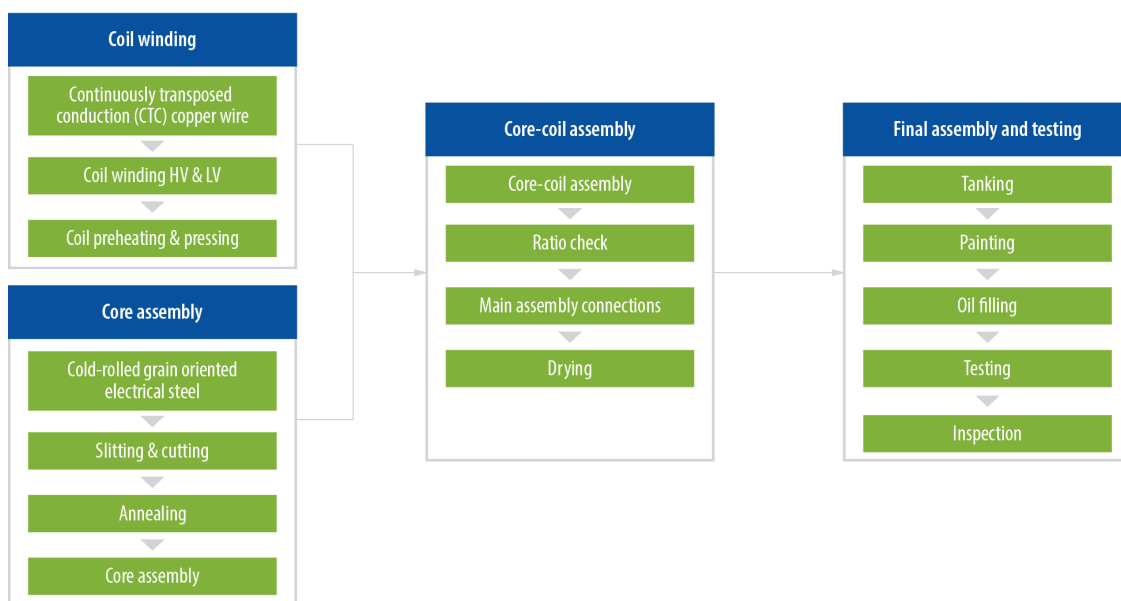 Coil winding
Continuously transposed
conduction (CTC) copper wire
Coil winding HV & LV
Coil preheating & pressing
Core assembly
Cold-rolled grain oriented
electrical steel
Slitting & cutting
Annealing
Core assembly
Core-coil assembly
Core-coil assembly
Ratio check
Main assembly connections
Drying
Final assembly and testing
Tanking
Painting
Oil filling
Testing
Inspection